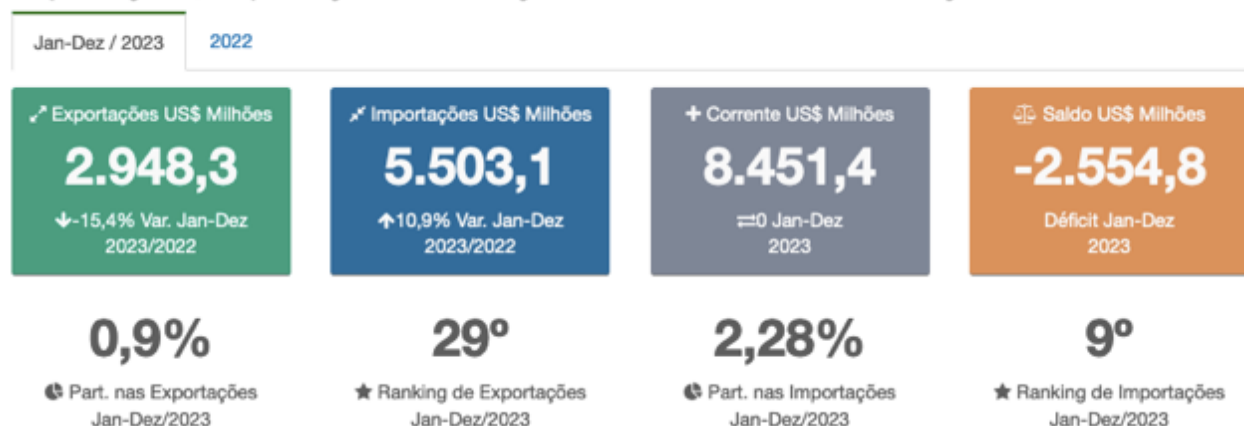 Jan-Dez / 2023
2022
Exportações US$ Milhões
2.948,3
-15,4% Var. Jan-Dez
2023/2022
Importações US$ Milhões
5.503,1
10,9% Var. Jan-Dez
2023/2022
Corrente US$ Milhões
8.451,4
0 Jan-Dez
2023
Saldo US$ Milhões
-2.554,8
Déficit Jan-Dez
2023
0,9%
Part. nas Exportações
Jan-Dez/2023
29º
Ranking de Exportações
Jan-Dez/2023
2,28%
Part. nas Importações
Jan-Dez/2023
9º
Ranking de Importações
Jan-Dez/2023